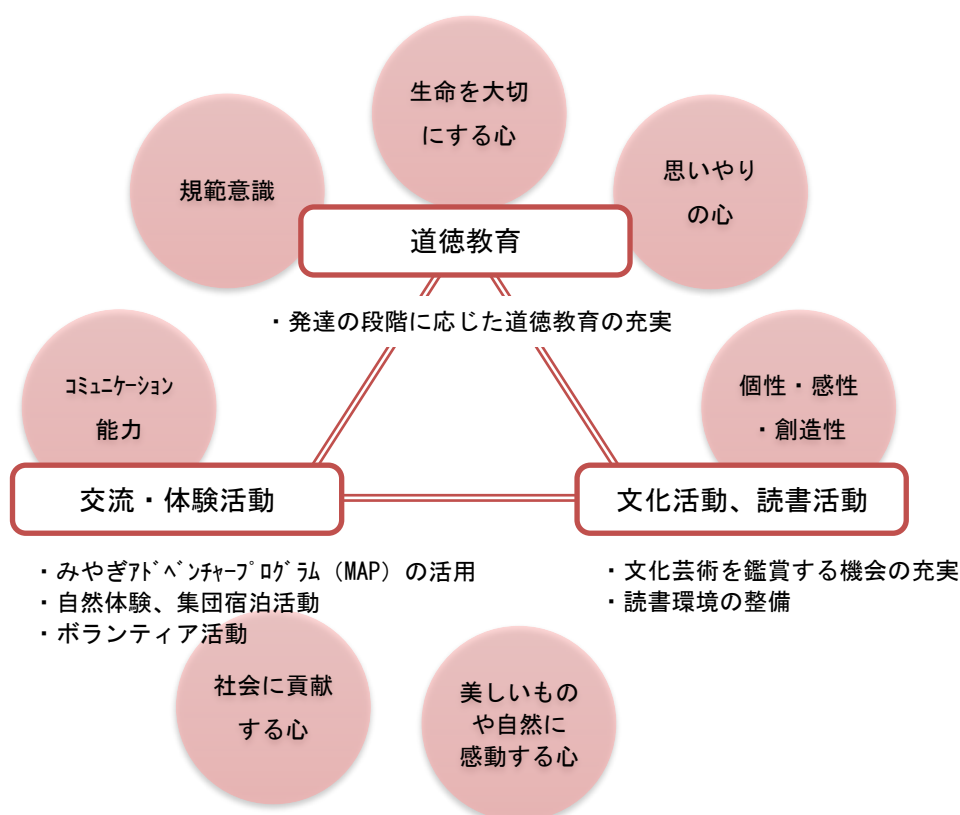 生命を大切
にする心
規範意識
思いやり
の心
道徳教育
・発達の段階に応じた道徳教育の充実
ｺﾐｭﾆｹｰｼｮﾝ
能力
個性・感性
・創造性
交流・体験活動
文化活動、読書活動
・みやぎｱﾄﾞﾍﾞﾝﾁｬｰﾌﾟﾛｸﾞﾗﾑ（MAP）の活用
・自然体験、集団宿泊活動
・ボランティア活動
・文化芸術を鑑賞する機会の充実
・読書環境の整備
社会に貢献
する心
美しいもの
や自然に
感動する心